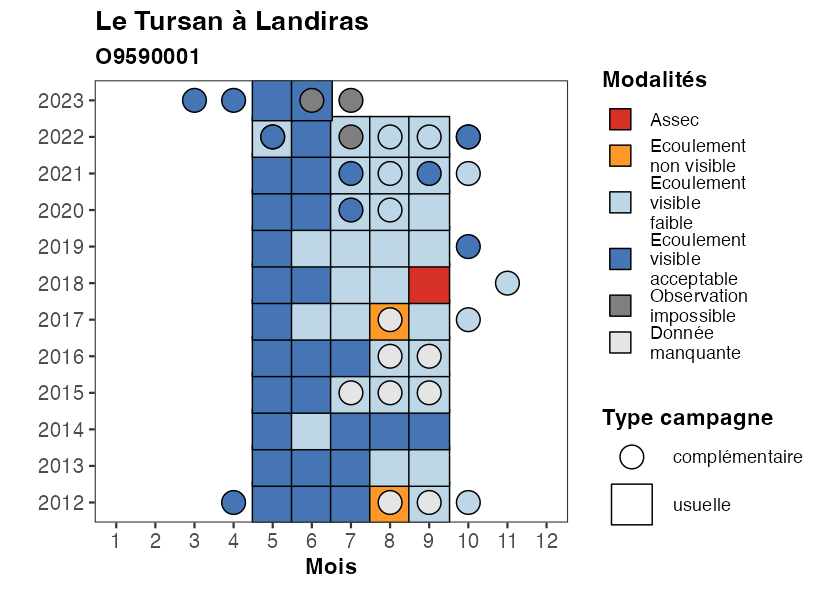 Le Tursan à Landiras
O9590001
2023
2022
2021
2020
2019
2018
2017
2016
2015
2014
2013
2012
1 2 3 4 5 6 7 8 9 10 11 12
Mois
Modalités
Assec
Ecoulement
non visible
Ecoulement
visible
faible
Ecoulement
visible
acceptable
Observation
impossible
Donnée
manquante
Type campagne
complémentaire
usuelle